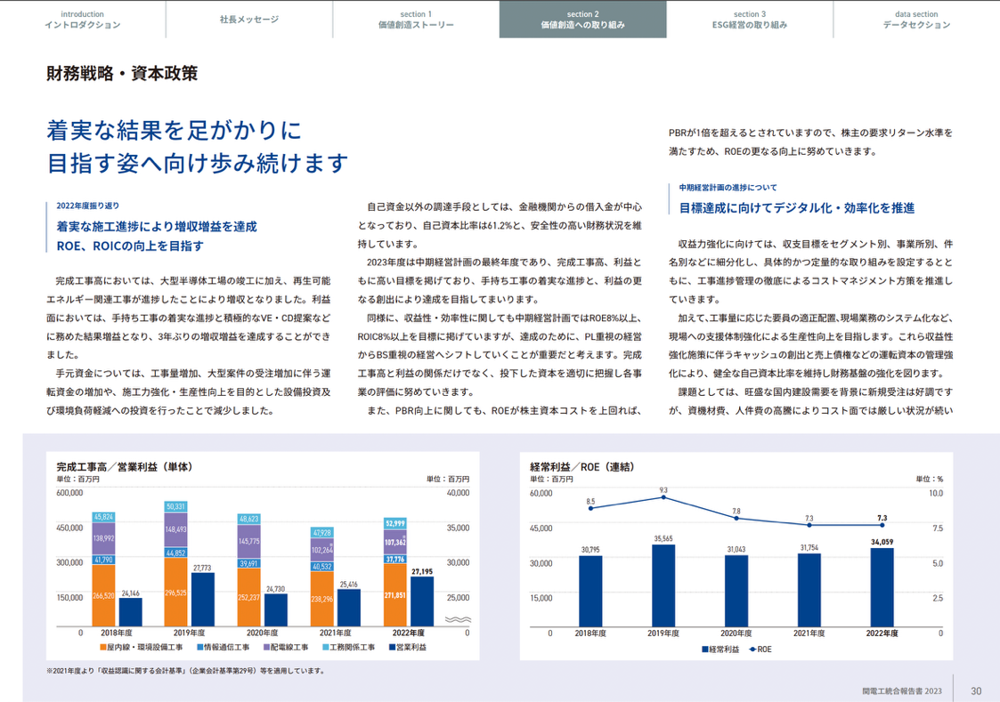 introduction
イントロダクション
社長メッセージ
section 1
価値創造ストーリー
section 2
価値創造への取り組み
section 3
ESG経営の取り組み
data section
データセクション
財務戦略・資本政策
着実な結果を足がかりに
目指す姿へ向け歩み続けます
2022年度振り返り
着実な施工進捗により増収増益を達成
ROE、ROICの向上を目指す
完成工事高においては、大型半導体工場の竣工に加え、再生可能
エネルギー関連工事が進捗したことにより増収となりました。利益
面においては、手持ち工事の着実な進捗と積極的なVE・CD提案など
に務めた結果増益となり、3年ぶりの増収増益を達成することができ
ました。
手元資金については、工事量増加、大型案件の受注増加に伴う運
転資金の増加や、施工力強化・生産性向上を目的とした設備投資及
び環境負荷軽減への投資を行ったことで減少しました。
自己資金以外の調達手段としては、金融機関からの借入金が中心
となっており、自己資本比率は61.2%と、安全性の高い財務状況を維
持しています。
2023年度は中期経営計画の最終年度であり、完成工事高、利益と
もに高い目標を掲げており、手持ち工事の着実な進捗と、利益の更
なる創出により達成を目指してまいります。
同様に、収益性・効率性に関しても中期経営計画ではROE8%以上、
ROIC8%以上を目標に掲げていますが、達成のために、PL重視の経営
からBS重視の経営へシフトしていくことが重要だと考えます。完成
工事高と利益の関係だけでなく、投下した資本を適切に把握し各事
業の評価に努めていきます。
また、PBR向上に関しても、ROEが株主資本コストを上回れば、
PBRが1倍を超えるとされていますので、株主の要求リターン水準を
満たすため、ROEの更なる向上に努めていきます。
中期経営計画の進捗について
目標達成に向けてデジタル化・効率化を推進
収益力強化に向けては、収支目標をセグメント別、事業所別、件
名別などに細分化し、具体的かつ定量的な取り組みを設定するとと
もに、工事進捗管理の徹底によるコストマネジメント方策を推進し
ていきます。
加えて、工事量に応じた要員の適正配置、現場業務のシステム化など、
現場への支援体制強化による生産性向上を目指します。これら収益性
強化施策に伴うキャッシュの創出と売上債権などの運転資本の管理強
化により、健全な自己資本比率を維持し財務基盤の強化を図ります。
課題としては、旺盛な国内建設需要を背景に新規受注は好調です
が、資機材費、人件費の高騰によりコスト面では厳しい状況が続い
完成工事高／営業利益（単体）
単位：百万円
単位：百万円
600,000
450,000
300,000
150,000
0
40,000
35,000
30,000
25,000
0
45,824
138,992
41,790
266,520
24,146
50,331
148,493
44,852
296,525
27,773
48,623
145,775
39,691
252,237
24,730
47,928
102,264
※
40,532
238,296
25,416
52,999
107,362
※
37,776
271,851
27,195
2018年度
2019年度
2020年度
2021年度
2022年度
屋内線・環境設備工事
情報通信工事
配電線工事
工務関係工事
営業利益
※2021年度より「収益認識に関する会計基準」（企業会計基準第29号）等を適用しています。
経常利益／ROE（連結）
単位：百万円
単位：%
60,000
45,000
30,000
15,000
0
10.0
7.5
5.0
2.5
0
8.5
9.3
7.8
7.3
7.3
30,795
35,565
31,043
31,754
34,059
2018年度
2019年度
2020年度
2021年度
2022年度
経常利益
ROE
関電工統合報告書 2023
30